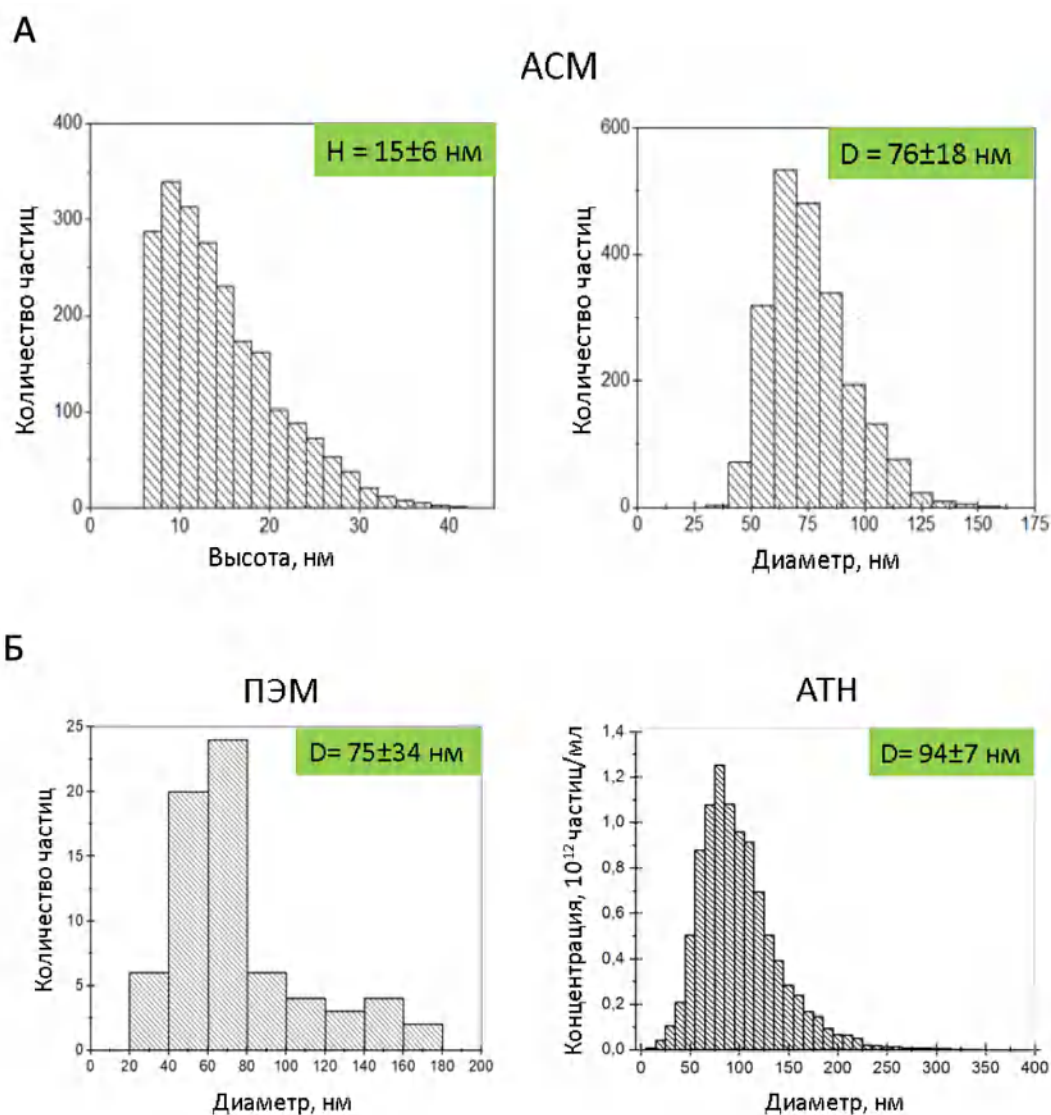 А
АСМ
H = 15±6 нм
400
300
200
100
0
Количество частиц
0 10 20 30 40
Высота, нм
D = 76±18 нм
600
400
200
0
Количество частиц
0 25 50 75 100 125 150 175
Диаметр, нм
Б
ПЭМ
D= 75±34 нм
25
20
15
10
5
0
Количество частиц
0 20 40 60 80 100 120 140 160 180 200
Диаметр, нм
АТН
D= 94±7 нм
1,4
1,2
1,0
0,8
0,6
0,4
0,2
0,0
Концентрация, 10¹² частиц/мл
0 50 100 150 200 250 300 350 400
Диаметр, нм